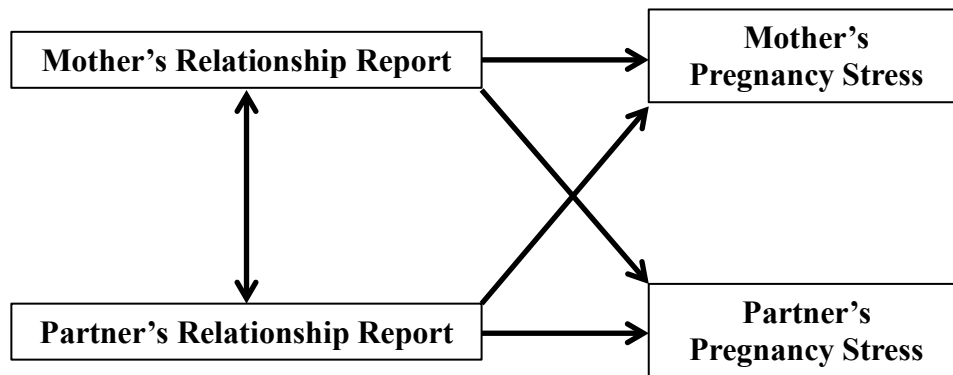 Mother’s Relationship Report
Mother’s
Pregnancy Stress
Partner’s Relationship Report
Partner’s
Pregnancy Stress